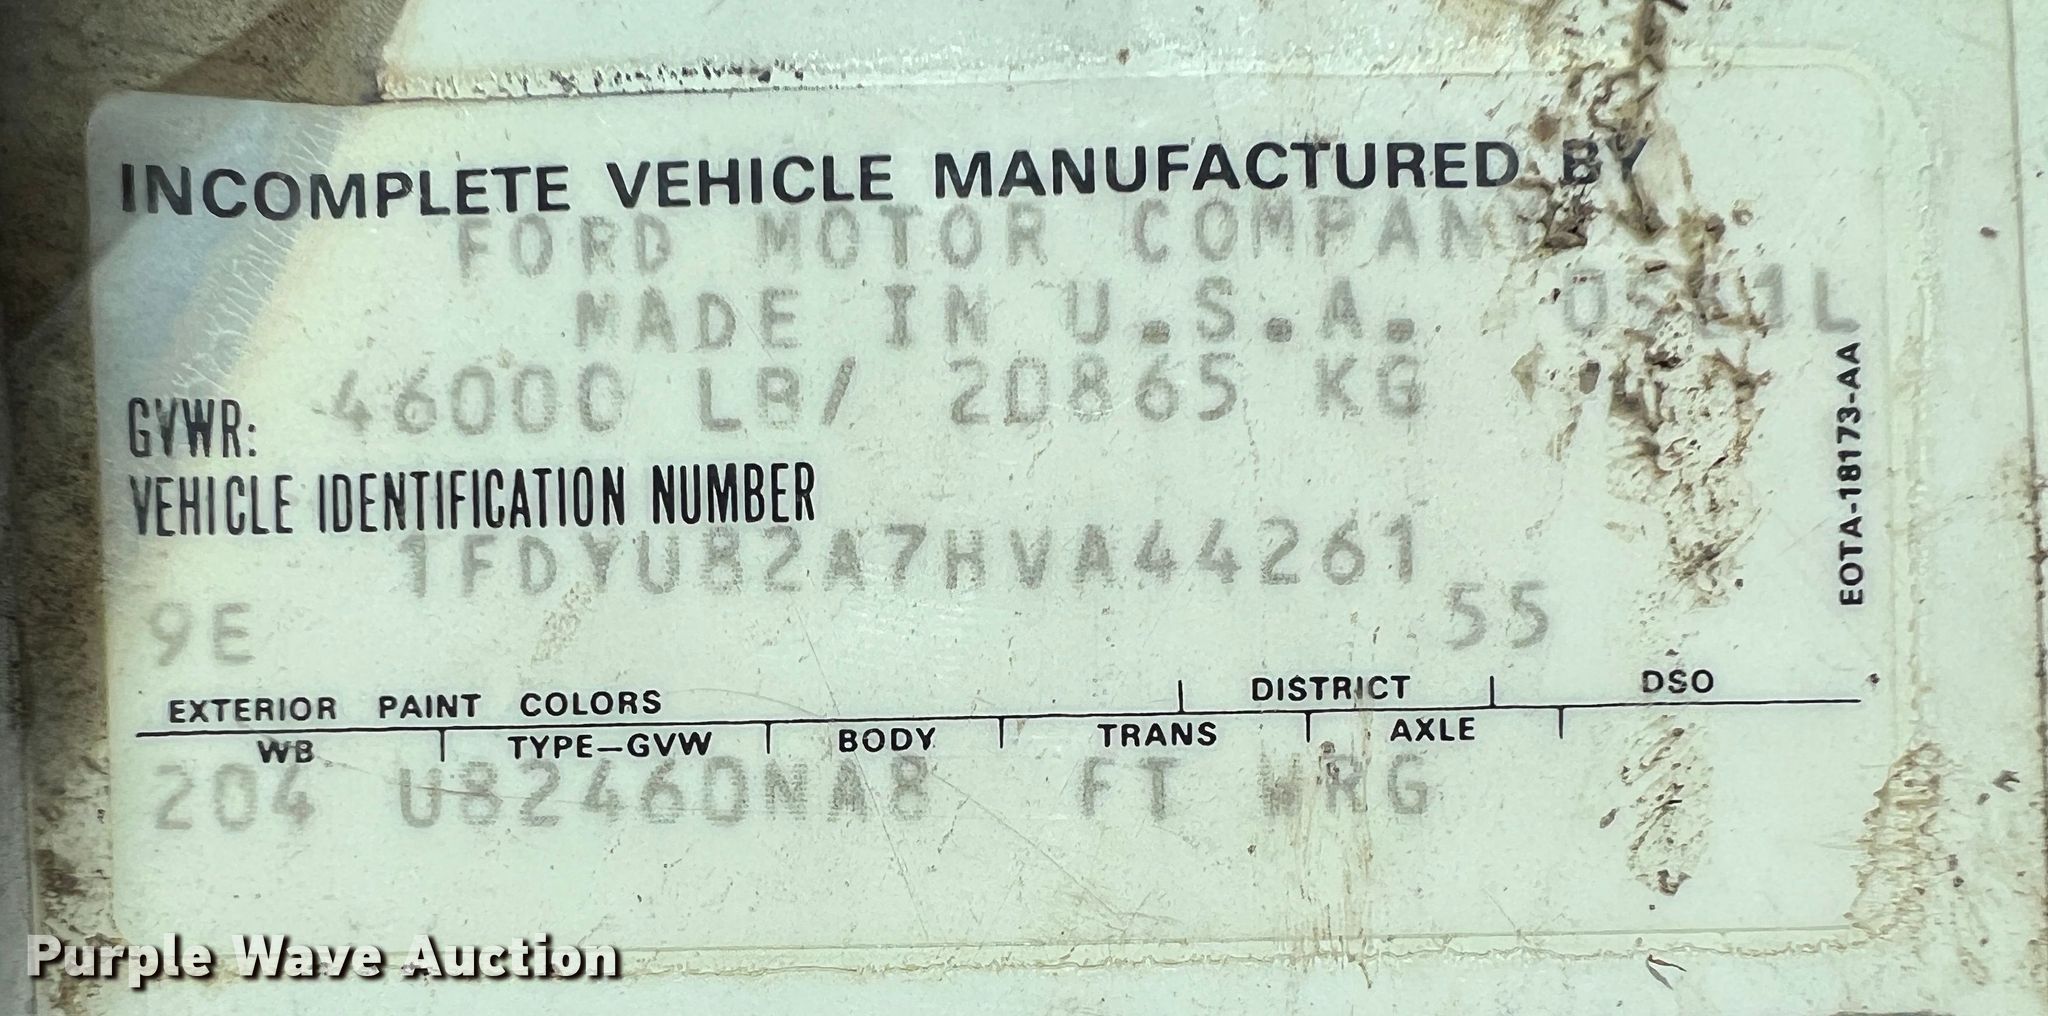 INCOMPLETE VEHICLE MANUFACTURED BY
FORD MOTOR COMPANY
MADE IN U.S.A.
GVWR: 46000 LB/ 20865 KG
VEHICLE IDENTIFICATION NUMBER
1FDYU82A7HVA44261
9E 55
EXTERIOR PAINT COLORS DISTRICT DSO
WB TYPE-GVW BODY TRANS AXLE
204 U82460NA8 FT WRG
EOTA-18173-AA
Purple Wave Auction